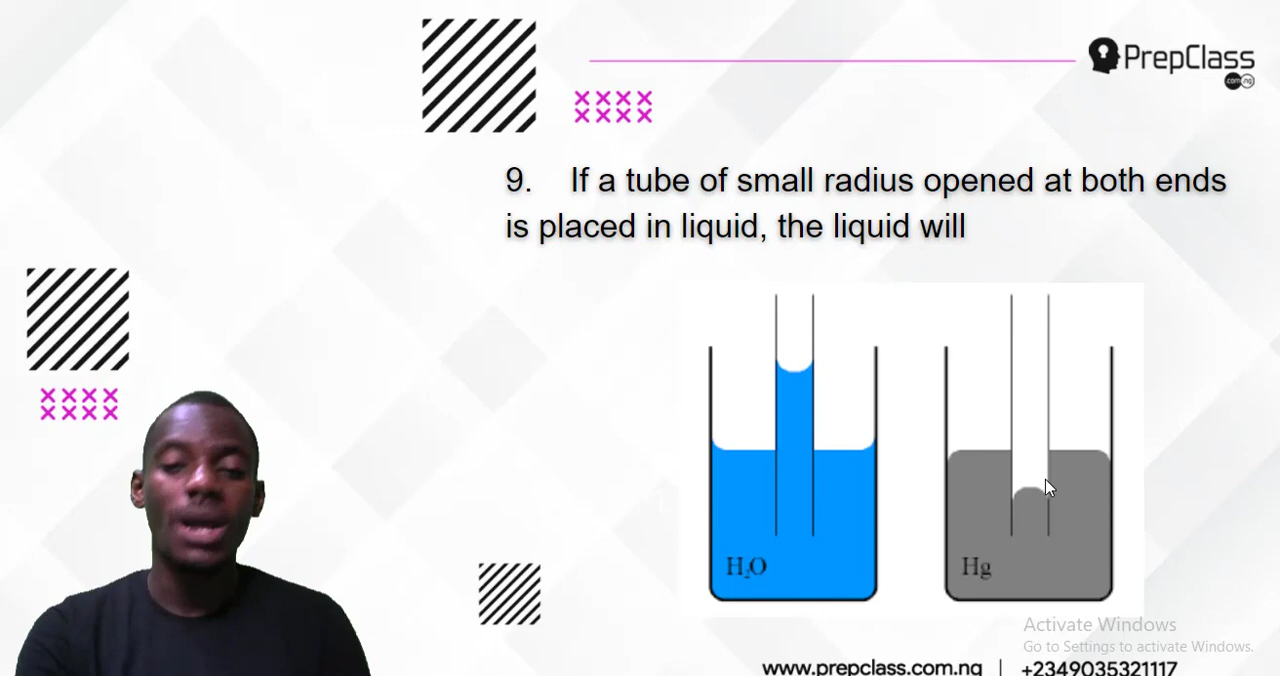 PrepClass
.com.ng
9. If a tube of small radius opened at both ends
is placed in liquid, the liquid will
H₂O
Hg
Activate Windows
Go to Settings to activate Windows.
www.prepclass.com.ng | +2349035321117